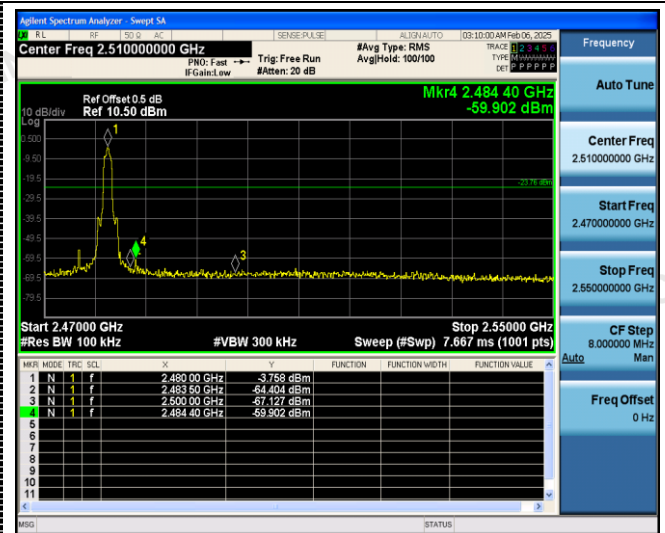 Agilent Spectrum Analyzer - Swept SA
LXI RL RF 50 Ω AC SENSE:PULSE ALIGNAUTO 03:10:00 AM Feb 06, 2025
Center Freq 2.510000000 GHz
PNO: Fast
IFGain:Low
Trig: Free Run
#Atten: 20 dB
#Avg Type: RMS
Avg|Hold: 100/100
TRACE 1 2 3 4 5 6
TYPE M
DET P P P P P P
Frequency
Mkr4 2.484 40 GHz
-59.902 dBm
Ref Offset 0.5 dB
10 dB/div Ref 10.50 dBm
Log
0.500
-9.50
-19.5
-29.5
-39.5
-49.5
-59.5
-69.5
-79.5
1
4
3
-23.76 dBm
Start 2.47000 GHz Stop 2.55000 GHz
#Res BW 100 kHz #VBW 300 kHz Sweep (#Swp) 7.667 ms (1001 pts)
MKR MODE TRC SCL X Y FUNCTION FUNCTION WIDTH FUNCTION VALUE
1 N 1 f 2.480 00 GHz -3.758 dBm
2 N 1 f 2.483 50 GHz -64.404 dBm
3 N 1 f 2.500 00 GHz -67.127 dBm
4 N 1 f 2.484 40 GHz -59.902 dBm
5
6
7
8
9
10
11
MSG STATUS
Auto Tune
Center Freq
2.510000000 GHz
Start Freq
2.470000000 GHz
Stop Freq
2.550000000 GHz
CF Step
8.000000 MHz
Auto Man
Freq Offset
0 Hz